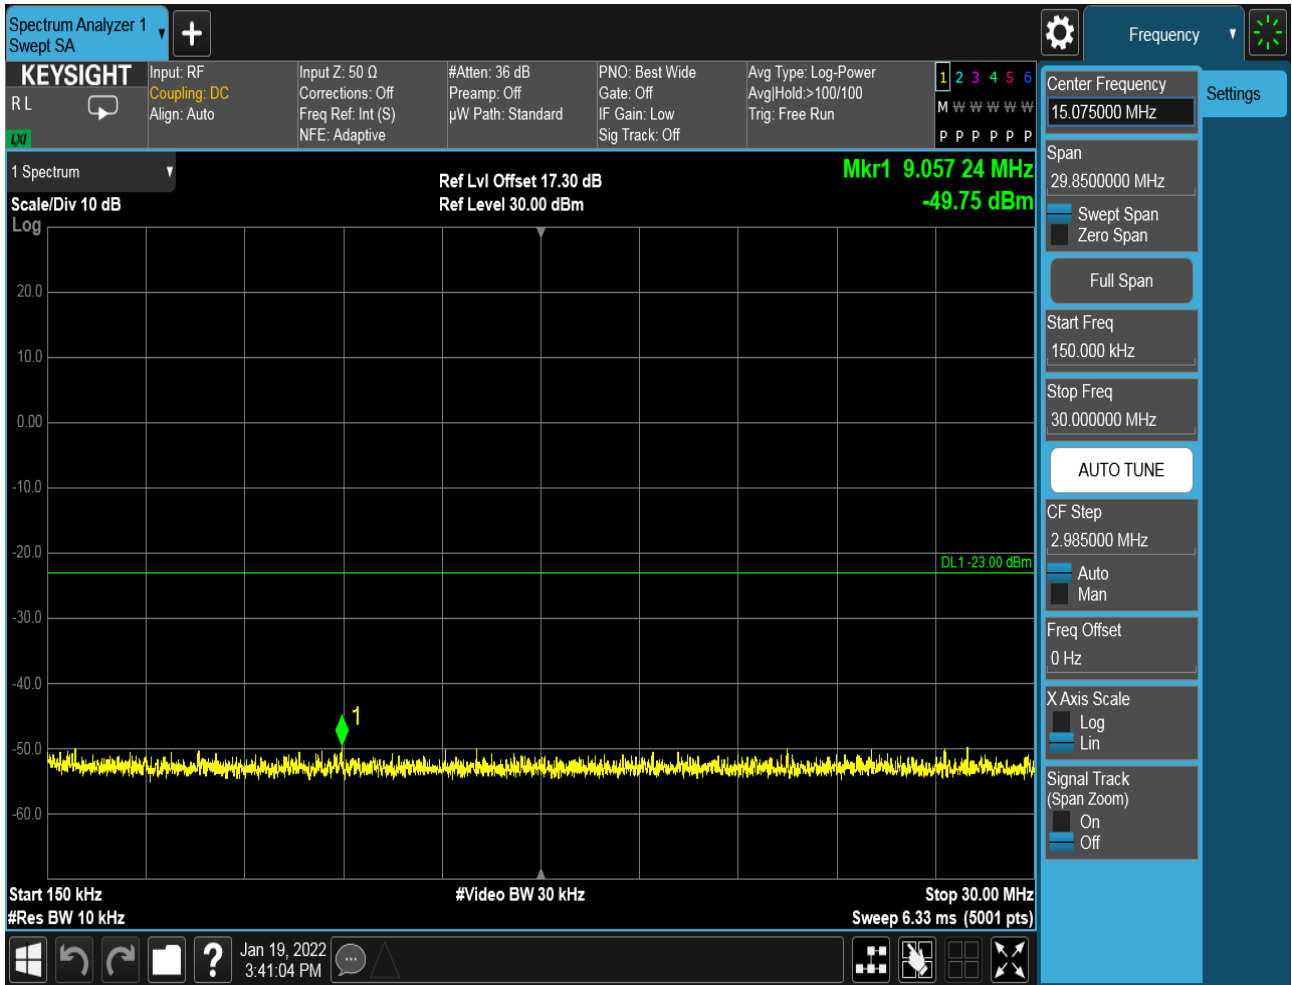 Spectrum Analyzer 1
Swept SA
Frequency
KEYSIGHT
R L
LXI
Input: RF
Coupling: DC
Align: Auto
Input Z: 50 Ω
Corrections: Off
Freq Ref: Int (S)
NFE: Adaptive
#Atten: 36 dB
Preamp: Off
µW Path: Standard
PNO: Best Wide
Gate: Off
IF Gain: Low
Sig Track: Off
Avg Type: Log-Power
Avg|Hold:>100/100
Trig: Free Run
1 2 3 4 5 6
M W W W W W
P P P P P P
1 Spectrum
Scale/Div 10 dB
Log
Ref Lvl Offset 17.30 dB
Ref Level 30.00 dBm
Mkr1 9.057 24 MHz
-49.75 dBm
20.0
10.0
0.00
-10.0
-20.0
DL1 -23.00 dBm
-30.0
-40.0
1
-50.0
-60.0
Start 150 kHz
#Video BW 30 kHz
Stop 30.00 MHz
#Res BW 10 kHz
Sweep 6.33 ms (5001 pts)
?
Jan 19, 2022
3:41:04 PM
Center Frequency
15.075000 MHz
Settings
Span
29.8500000 MHz
Swept Span
Zero Span
Full Span
Start Freq
150.000 kHz
Stop Freq
30.000000 MHz
AUTO TUNE
CF Step
2.985000 MHz
Auto
Man
Freq Offset
0 Hz
X Axis Scale
Log
Lin
Signal Track
(Span Zoom)
On
Off